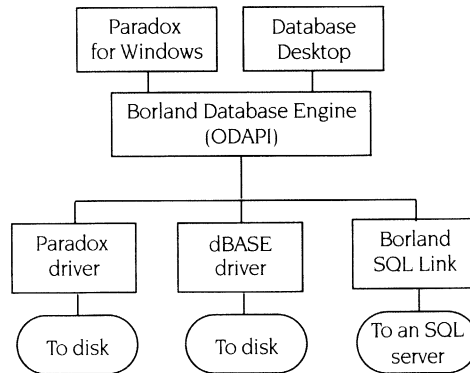 Paradox
for Windows
Database
Desktop
Borland Database Engine
(ODAPI)
Paradox
driver
dBASE
driver
Borland
SQL Link
To disk
To disk
To an SQL
server